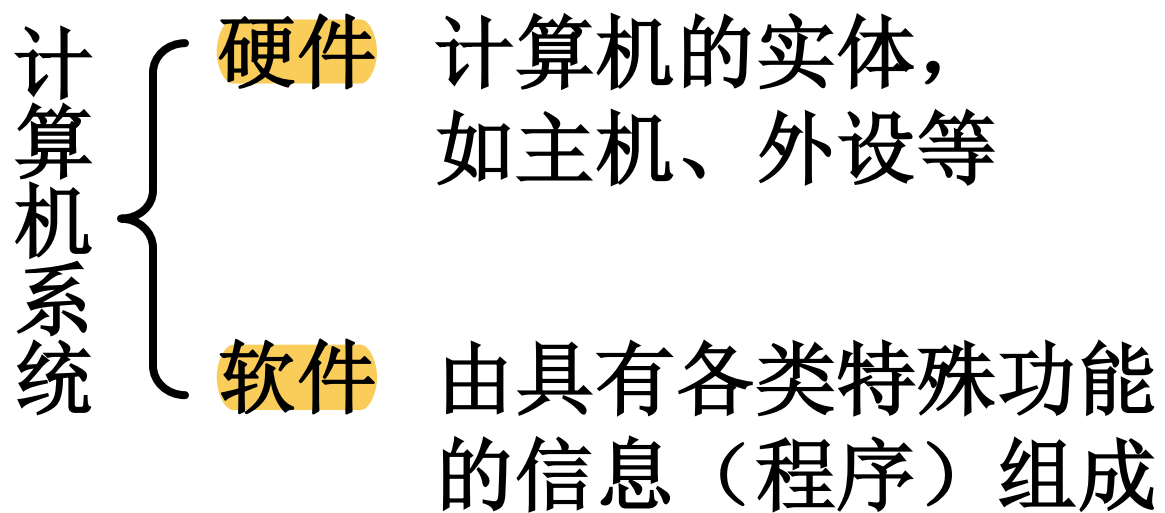 计算机系统
硬件 计算机的实体，
如主机、外设等
软件 由具有各类特殊功能
的信息（程序）组成